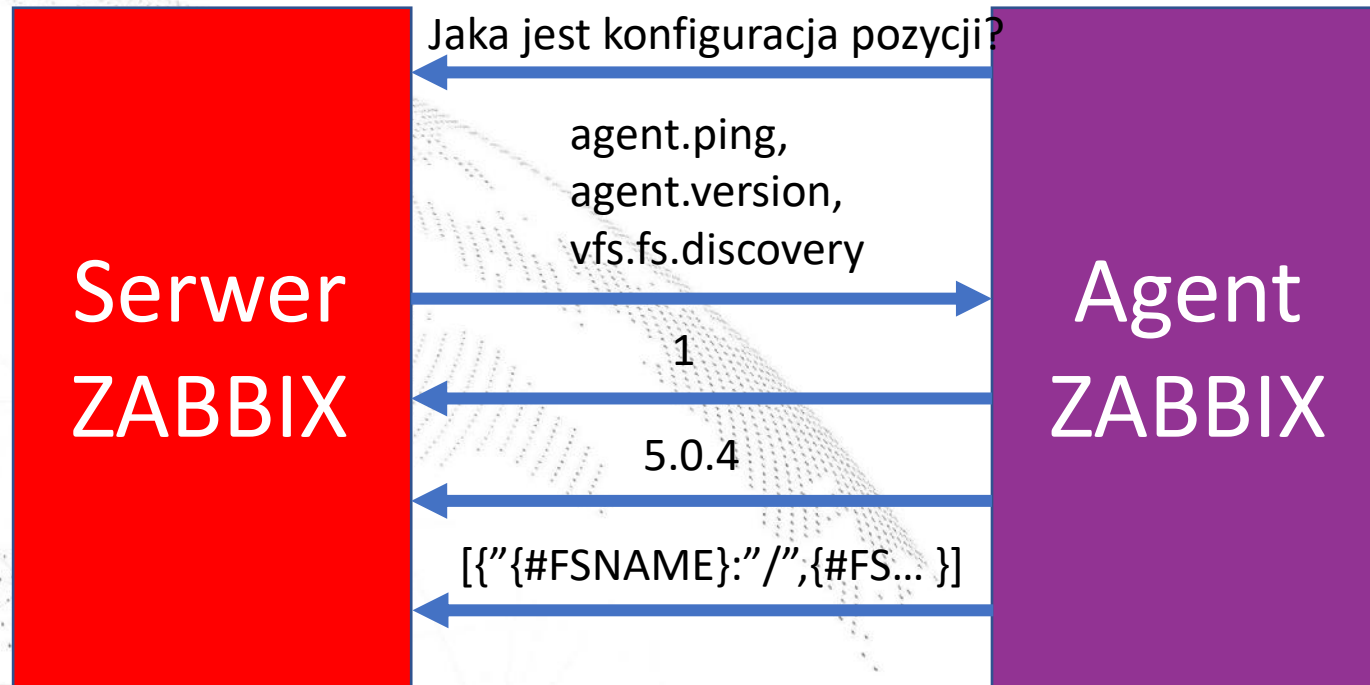 Jaka jest konfiguracja pozycji?
agent.ping,
agent.version,
vfs.fs.discovery
Serwer
ZABBIX
Agent
ZABBIX
1
5.0.4
[{”{#FSNAME}:”/”,{#FS… }]